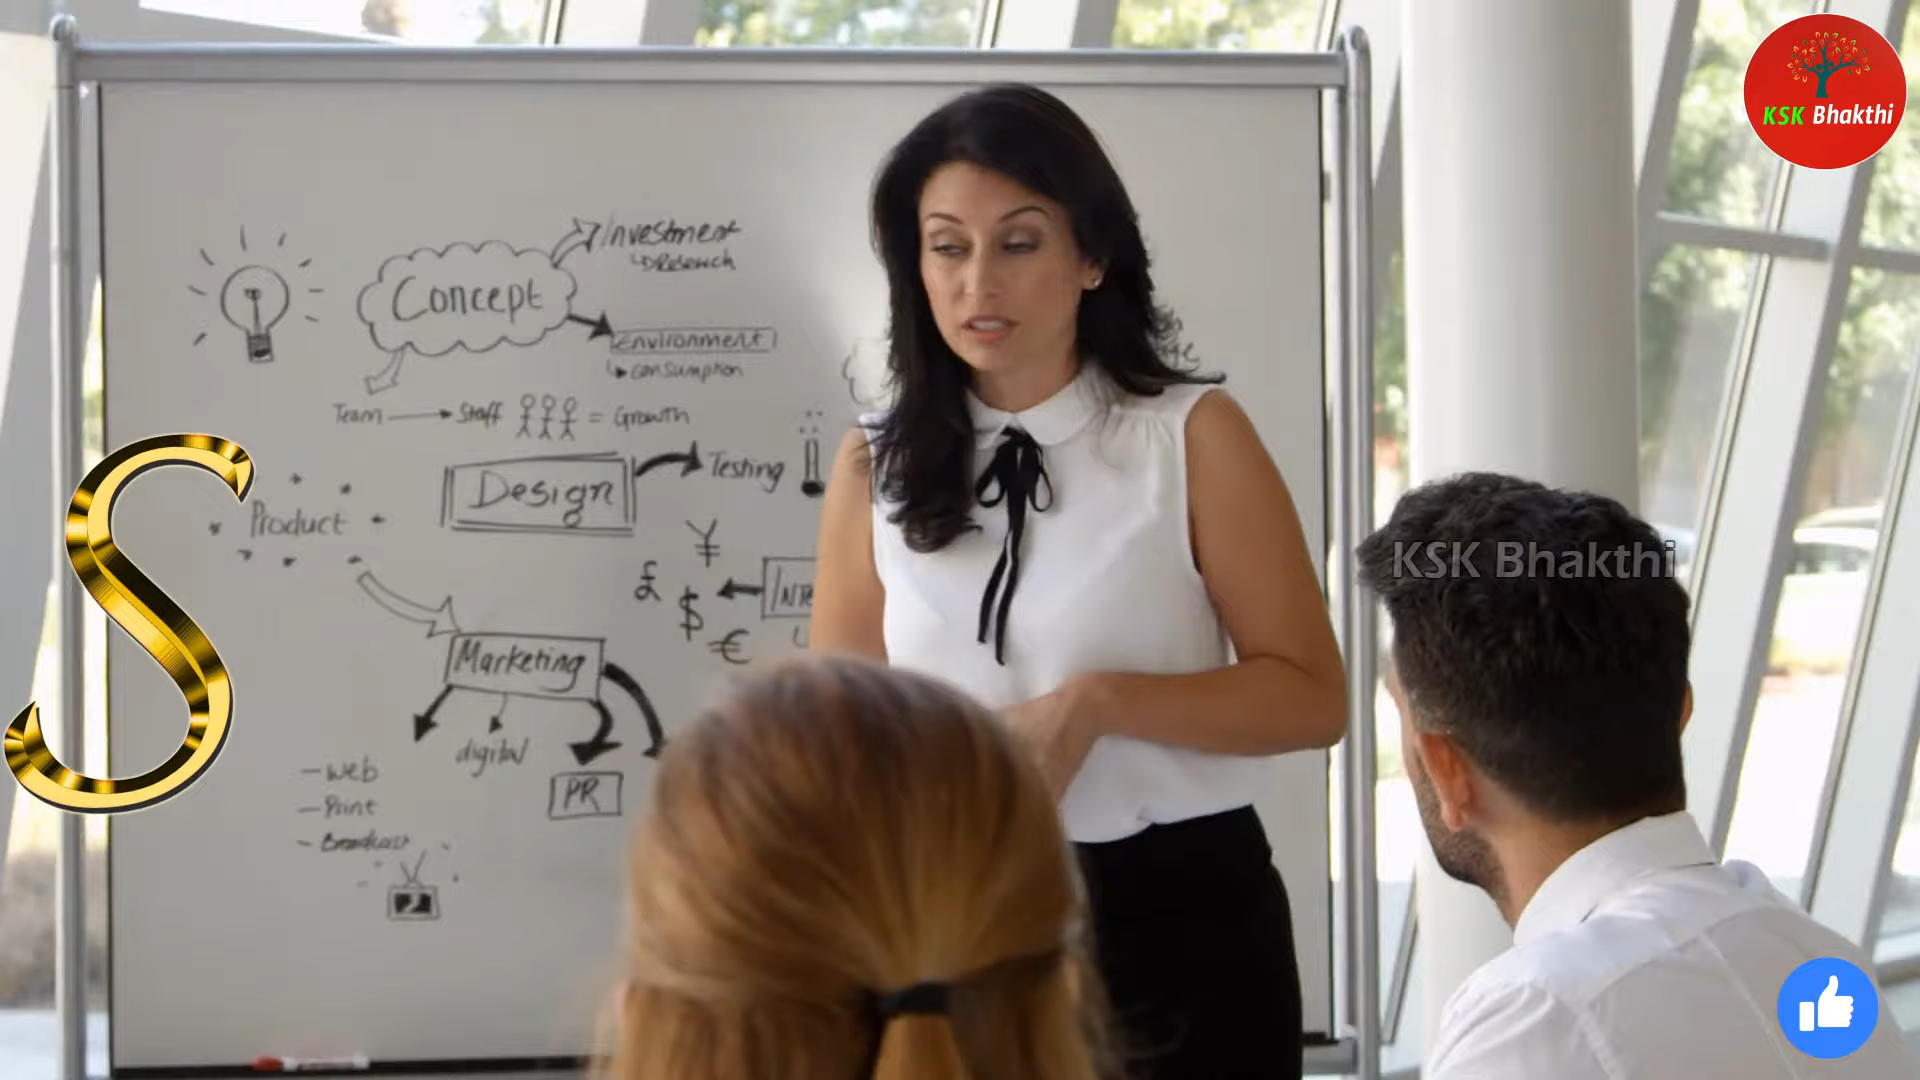 KSK Bhakthi
Investment
Research
Concept
Environment
consumption
Team
Staff
= Growth
S
Design
Testing
Product
KSK Bhakthi
¥
£
$
€
Marketing
digital
PR
- Web
- Print
- Broadcast